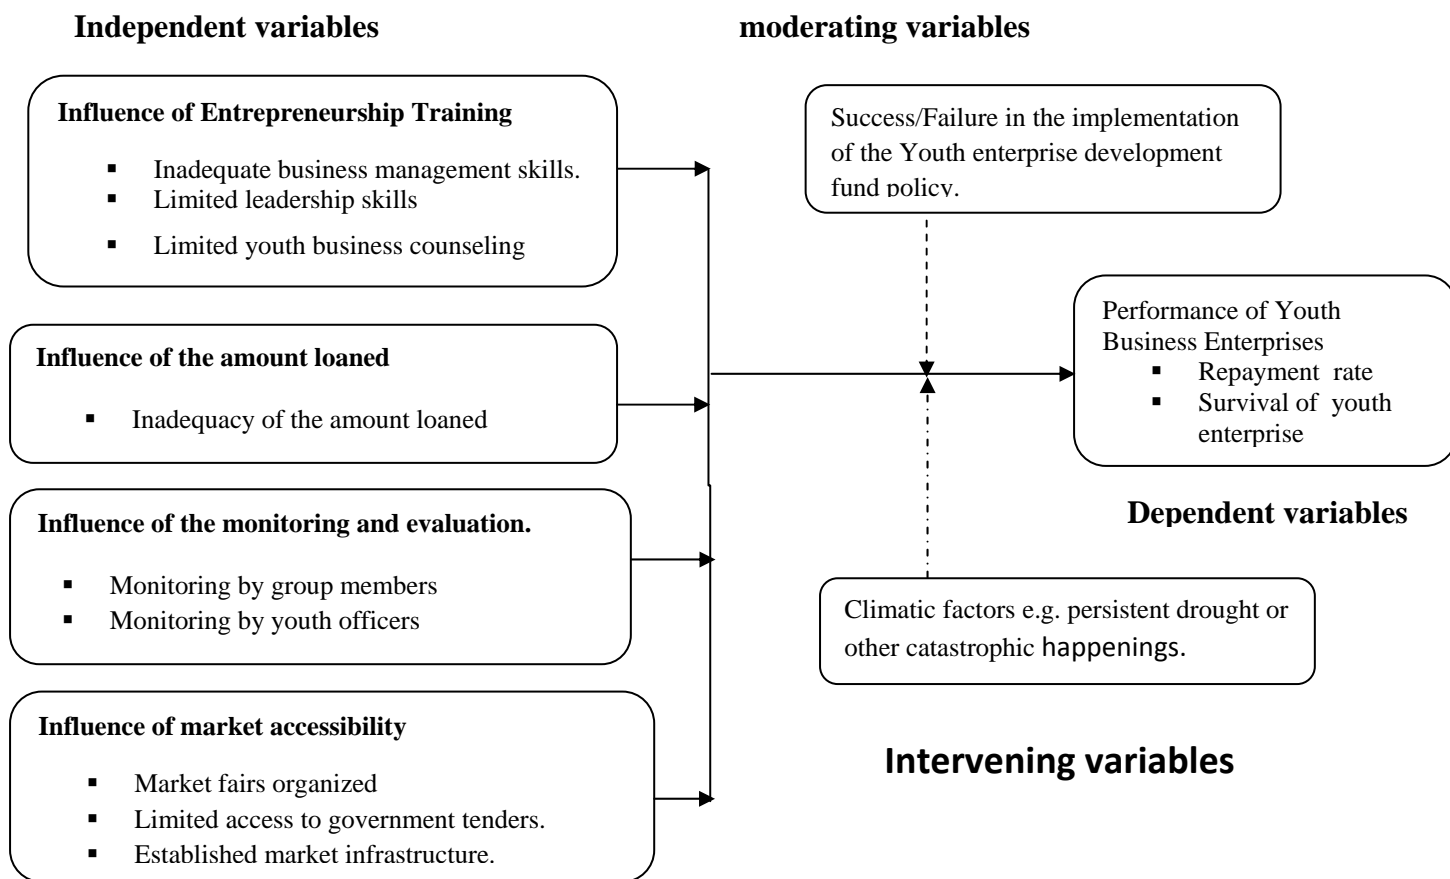 Independent variables
moderating variables
Influence of Entrepreneurship Training
▪ Inadequate business management skills.
▪ Limited leadership skills
▪ Limited youth business counseling
Success/Failure in the implementation
of the Youth enterprise development
fund policy.
Influence of the amount loaned
▪ Inadequacy of the amount loaned
Performance of Youth
Business Enterprises
▪ Repayment rate
▪ Survival of youth
enterprise
Dependent variables
Influence of the monitoring and evaluation.
▪ Monitoring by group members
▪ Monitoring by youth officers
Climatic factors e.g. persistent drought or
other catastrophic happenings.
Intervening variables
Influence of market accessibility
▪ Market fairs organized
▪ Limited access to government tenders.
▪ Established market infrastructure.